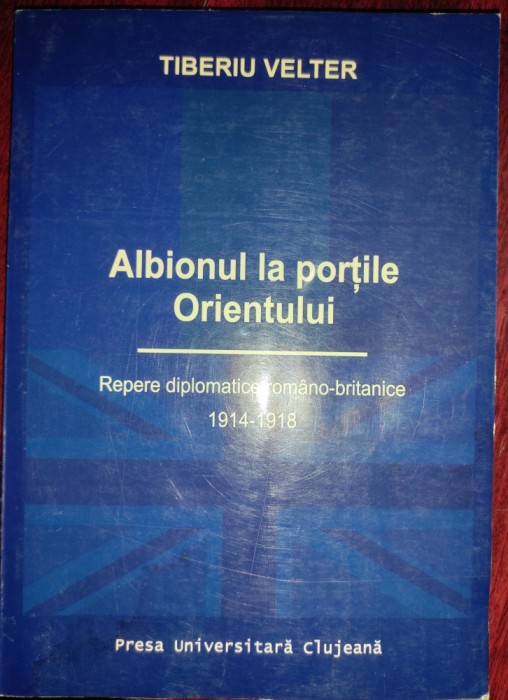 TIBERIU VELTER
Albionul la porțile
Orientului
Repere diplomatice româno-britanice
1914-1918
Presa Universitară Clujeană